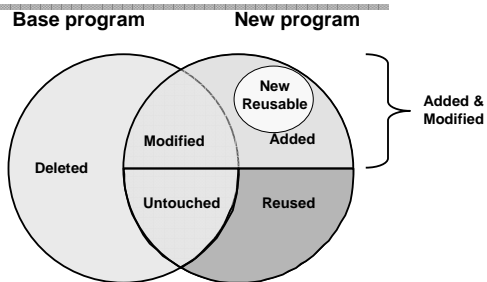 Base program New program
New
Reusable
Added &
Modified
Modified Added
Deleted
Untouched Reused